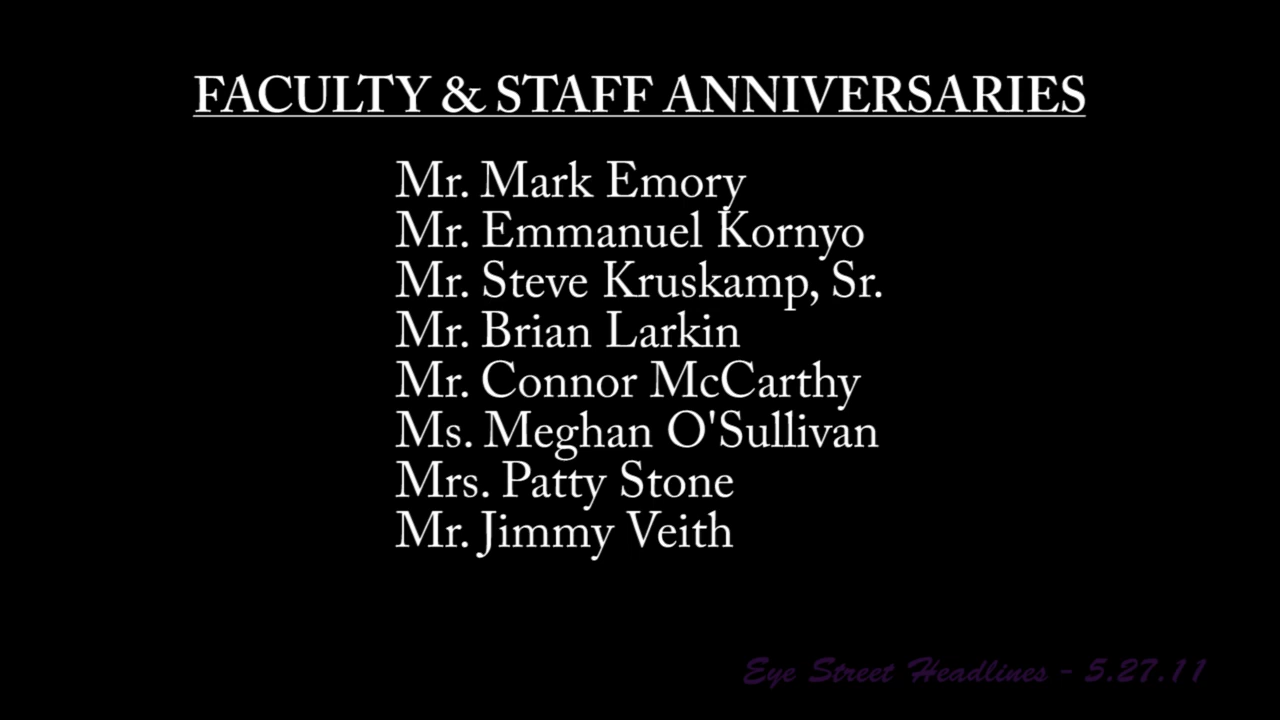 FACULTY & STAFF ANNIVERSARIES
Mr. Mark Emory
Mr. Emmanuel Kornyo
Mr. Steve Kruskamp, Sr.
Mr. Brian Larkin
Mr. Connor McCarthy
Ms. Meghan O'Sullivan
Mrs. Patty Stone
Mr. Jimmy Veith
Eye Street Headlines - 5.27.11